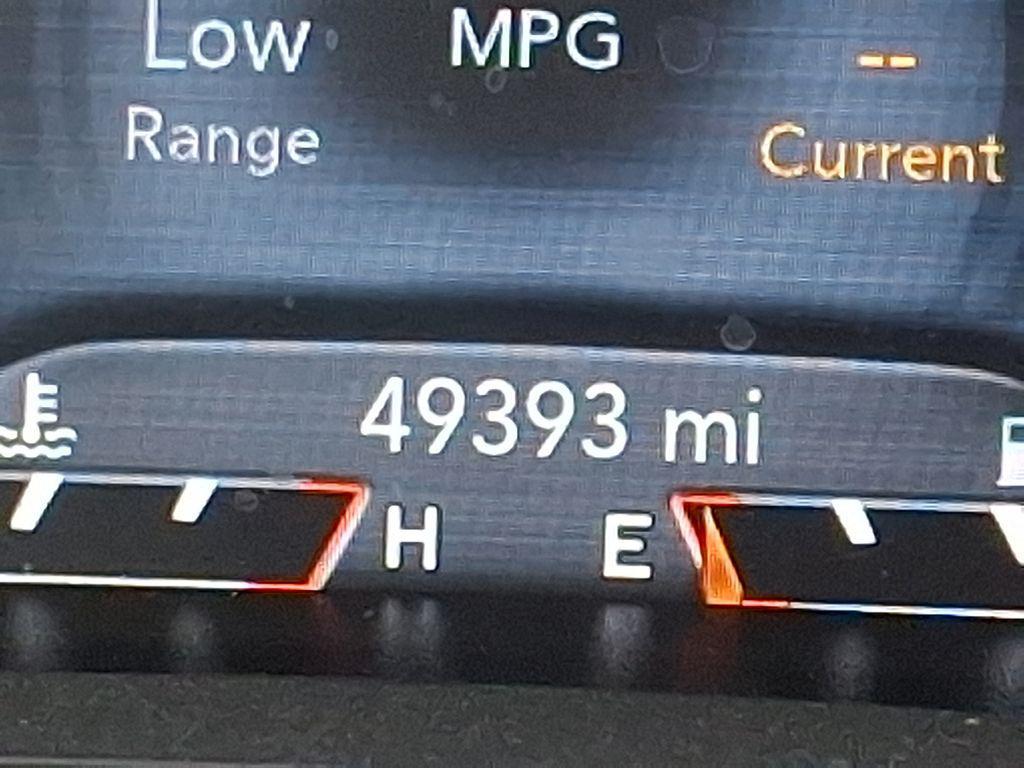 Low MPG --
Range Current
49393 mi
H E